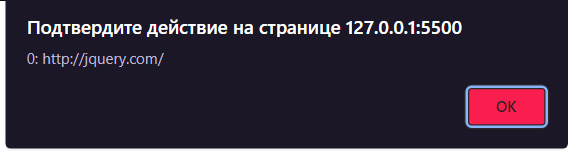 Подтвердите действие на странице 127.0.0.1:5500
0: http://jquery.com/
OK